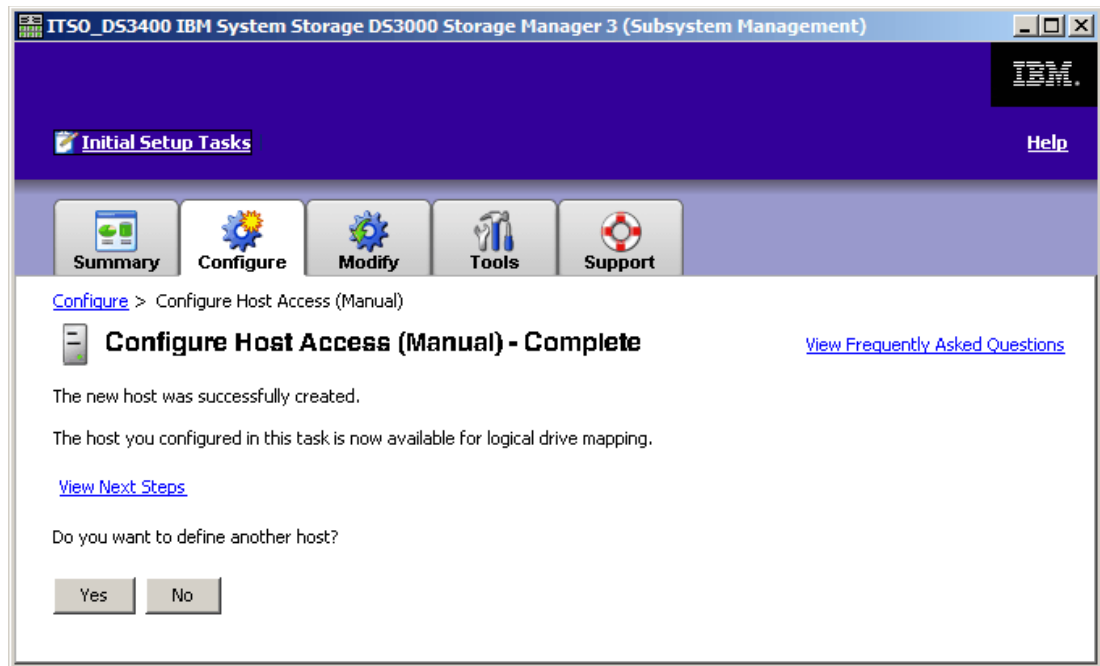 ITSO_DS3400 IBM System Storage DS3000 Storage Manager 3 (Subsystem Management)
IBM.
Initial Setup Tasks
Help
Summary
Configure
Modify
Tools
Support
Configure > Configure Host Access (Manual)
Configure Host Access (Manual) - Complete
View Frequently Asked Questions
The new host was successfully created.
The host you configured in this task is now available for logical drive mapping.
View Next Steps
Do you want to define another host?
Yes
No